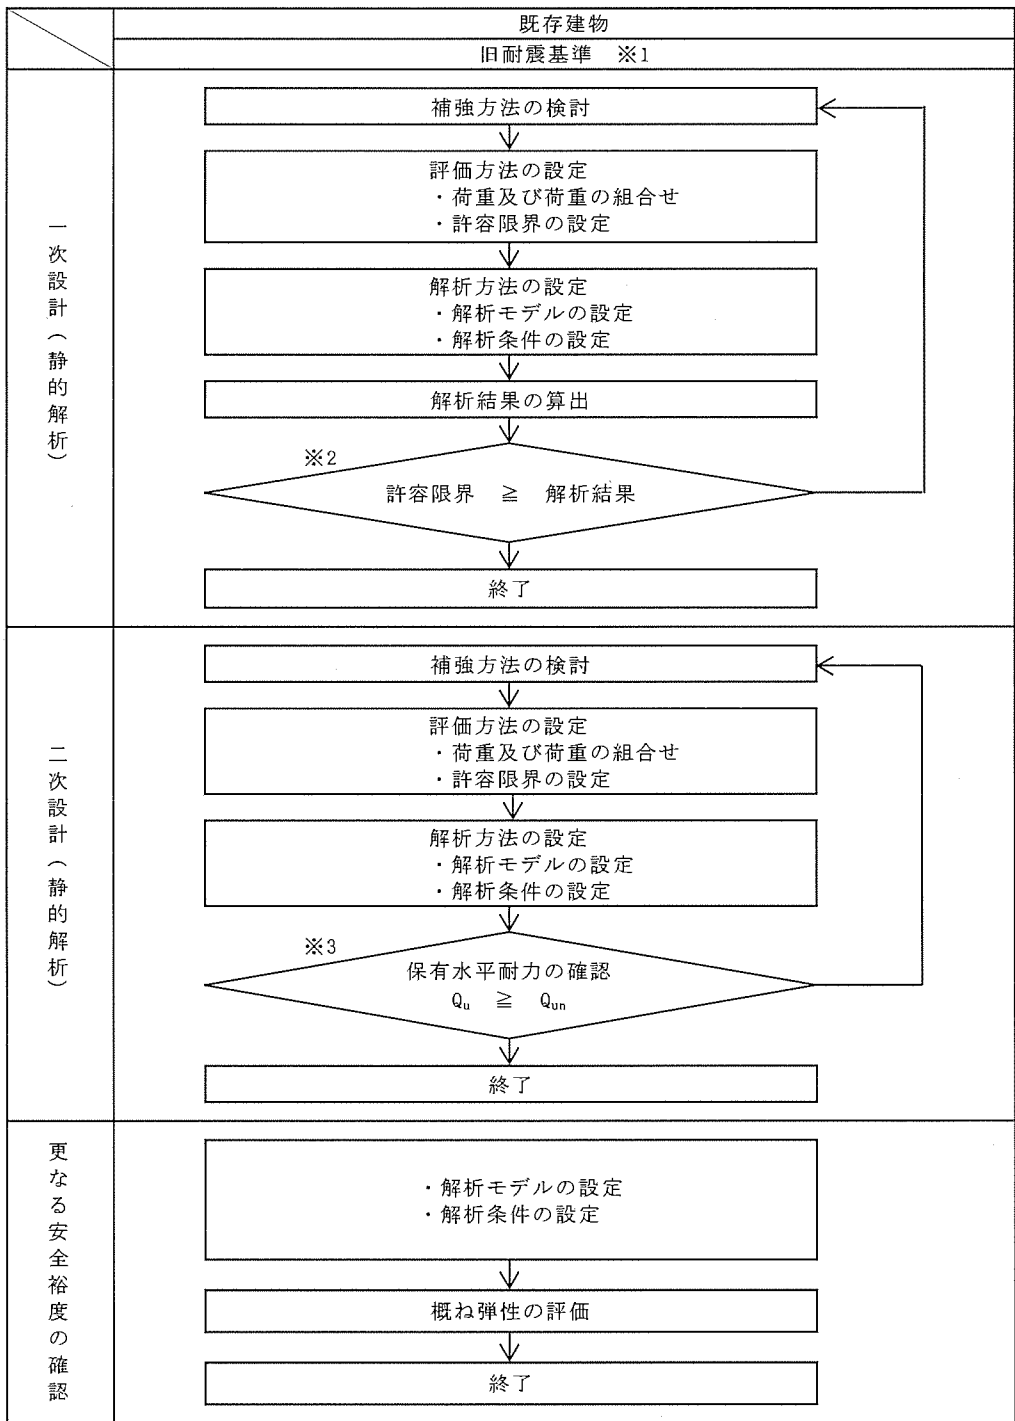 既存建物
旧耐震基準 ※1
一次設計(静的解析)
補強方法の検討
評価方法の設定
・荷重及び荷重の組合せ
・許容限界の設定
解析方法の設定
・解析モデルの設定
・解析条件の設定
解析結果の算出
※2
許容限界 ≧ 解析結果
終了
二次設計(静的解析)
補強方法の検討
評価方法の設定
・荷重及び荷重の組合せ
・許容限界の設定
解析方法の設定
・解析モデルの設定
・解析条件の設定
※3
保有水平耐力の確認
Qu ≧ Qun
終了
更なる安全裕度の確認
・解析モデルの設定
・解析条件の設定
概ね弾性の評価
終了